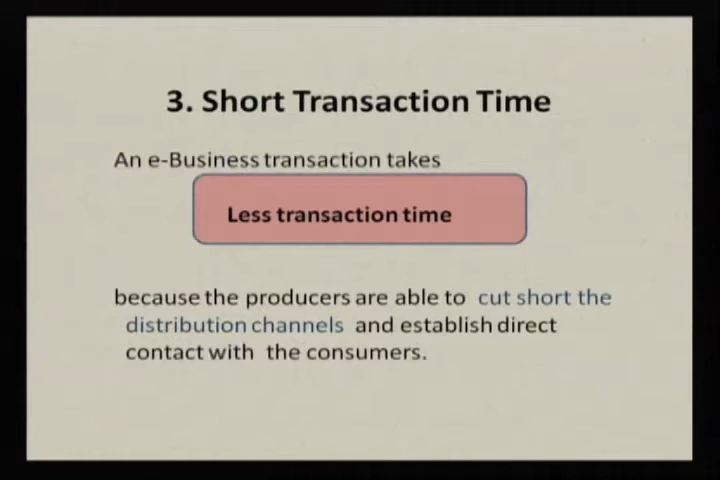 3. Short Transaction Time
An e-Business transaction takes
Less transaction time
because the producers are able to cut short the
distribution channels and establish direct
contact with the consumers.